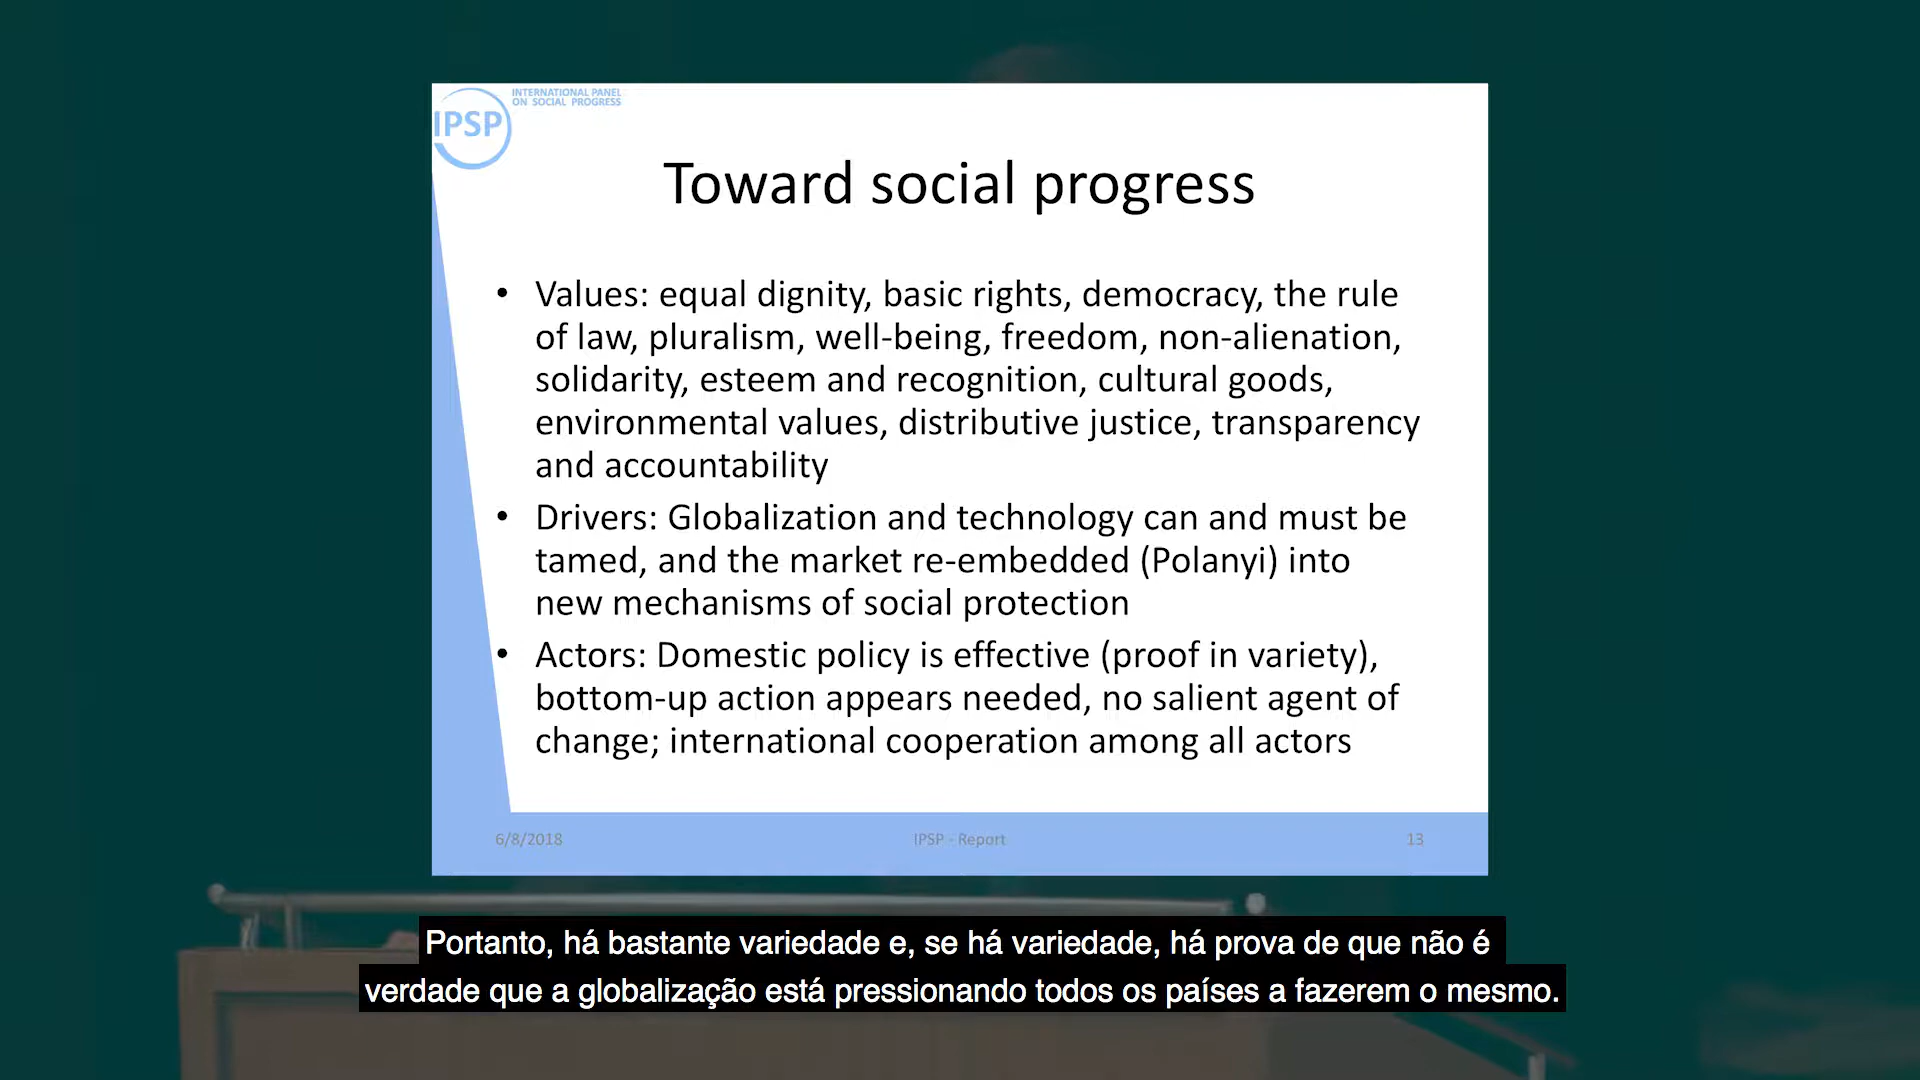 INTERNATIONAL PANEL
ON SOCIAL PROGRESS
IPSP
Toward social progress
• Values: equal dignity, basic rights, democracy, the rule
of law, pluralism, well-being, freedom, non-alienation,
solidarity, esteem and recognition, cultural goods,
environmental values, distributive justice, transparency
and accountability
• Drivers: Globalization and technology can and must be
tamed, and the market re-embedded (Polanyi) into
new mechanisms of social protection
• Actors: Domestic policy is effective (proof in variety),
bottom-up action appears needed, no salient agent of
change; international cooperation among all actors
6/8/2018 IPSP - Report 13
Portanto, há bastante variedade e, se há variedade, há prova de que não é
verdade que a globalização está pressionando todos os países a fazerem o mesmo.